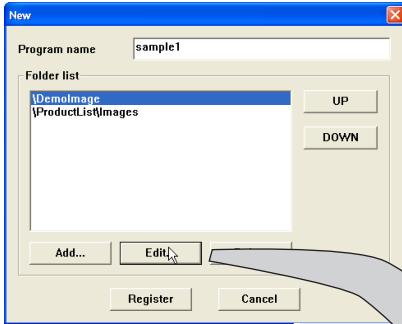 New
Program name
sample1
Folder list
\DemoImage
\ProductList\Images
UP
DOWN
Add...
Edit.
Register
Cancel